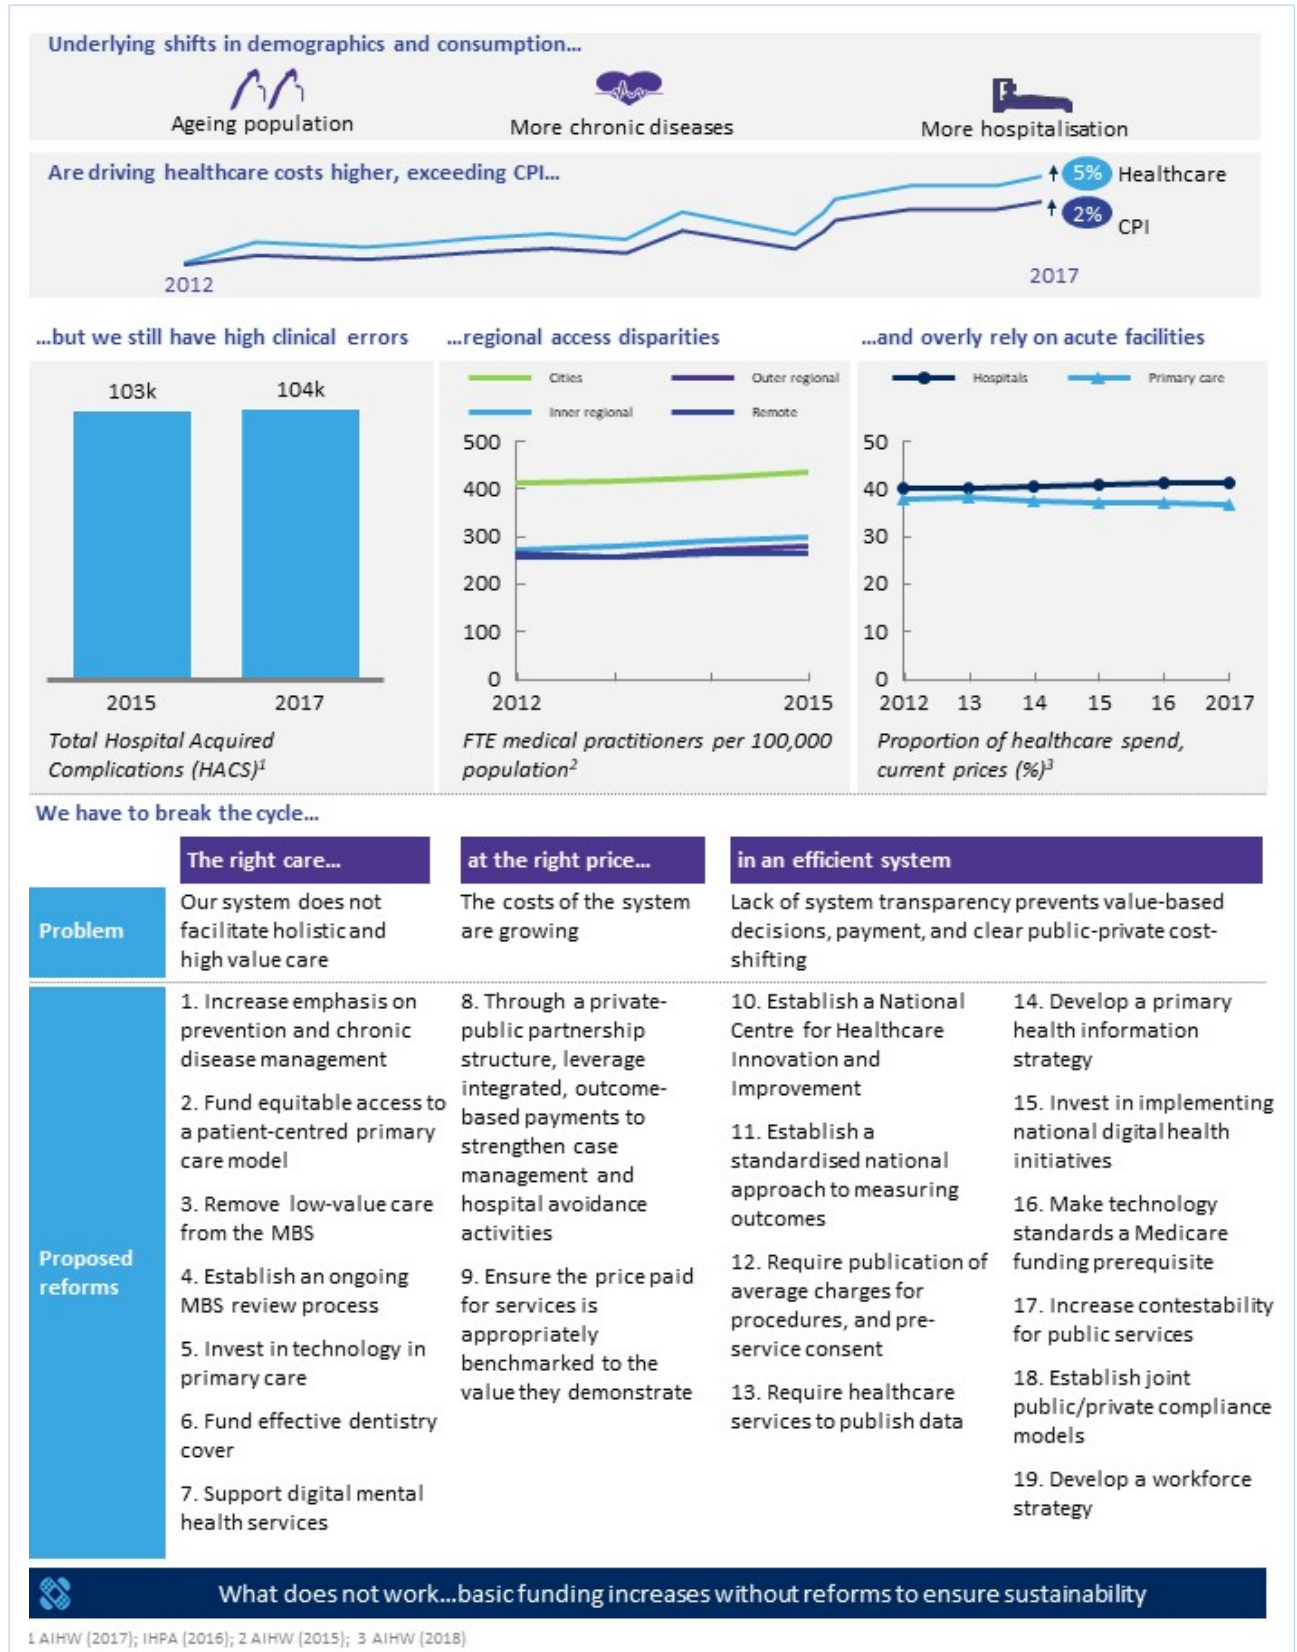 Underlying shifts in demographics and consumption...
Ageing population
More chronic diseases
More hospitalisation
Are driving healthcare costs higher, exceeding CPI...
5% Healthcare
2% CPI
2012
2017
...but we still have high clinical errors
103k
104k
2015
2017
Total Hospital Acquired
Complications (HACS)1
...regional access disparities
Cities
Outer regional
Inner regional
Remote
500
400
300
200
100
0
2012
2015
FTE medical practitioners per 100,000
population2
...and overly rely on acute facilities
Hospitals
Primary care
50
40
30
20
10
0
2012 13 14 15 16 2017
Proportion of healthcare spend,
current prices (%)3
We have to break the cycle...
The right care...
at the right price...
in an efficient system
Problem
Our system does not
facilitate holistic and
high value care
The costs of the system
are growing
Lack of system transparency prevents value-based
decisions, payment, and clear public-private cost-
shifting
Proposed
reforms
1. Increase emphasis on
prevention and chronic
disease management
2. Fund equitable access to
a patient-centred primary
care model
3. Remove low-value care
from the MBS
4. Establish an ongoing
MBS review process
5. Invest in technology in
primary care
6. Fund effective dentistry
cover
7. Support digital mental
health services
8. Through a private-
public partnership
structure, leverage
integrated, outcome-
based payments to
strengthen case
management and
hospital avoidance
activities
9. Ensure the price paid
for services is
appropriately
benchmarked to the
value they demonstrate
10. Establish a National
Centre for Healthcare
Innovation and
Improvement
11. Establish a
standardised national
approach to measuring
outcomes
12. Require publication of
average charges for
procedures, and pre-
service consent
13. Require healthcare
services to publish data
14. Develop a primary
health information
strategy
15. Invest in implementing
national digital health
initiatives
16. Make technology
standards a Medicare
funding prerequisite
17. Increase contestability
for public services
18. Establish joint
public/private compliance
models
19. Develop a workforce
strategy
What does not work...basic funding increases without reforms to ensure sustainability
1 AIHW (2017); IHPA (2016); 2 AIHW (2015); 3 AIHW (2018)